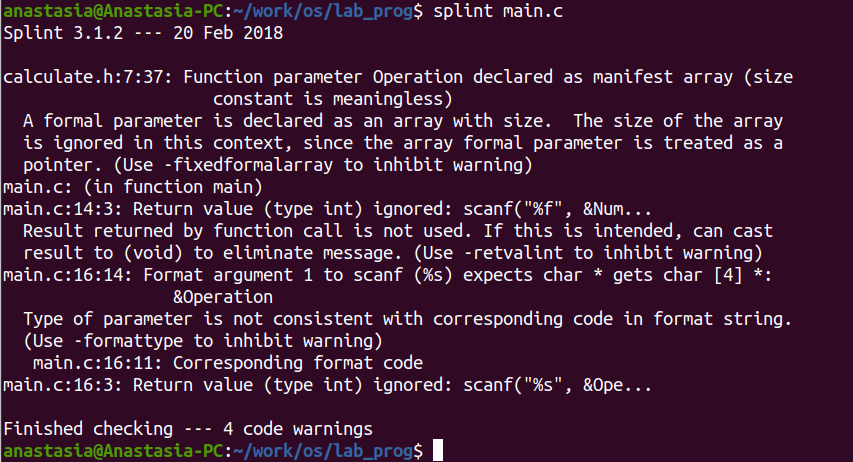 anastasia@Anastasia-PC:~/work/os/lab_prog$ splint main.c
Splint 3.1.2 --- 20 Feb 2018

calculate.h:7:37: Function parameter Operation declared as manifest array (size
                     constant is meaningless)
  A formal parameter is declared as an array with size.  The size of the array
  is ignored in this context, since the array formal parameter is treated as a
  pointer. (Use -fixedformalarray to inhibit warning)
main.c: (in function main)
main.c:14:3: Return value (type int) ignored: scanf("%f", &Num...
  Result returned by function call is not used. If this is intended, can cast
  result to (void) to eliminate message. (Use -retvalint to inhibit warning)
main.c:16:14: Format argument 1 to scanf (%s) expects char * gets char [4] *:
                 &Operation
  Type of parameter is not consistent with corresponding code in format string.
  (Use -formattype to inhibit warning)
   main.c:16:11: Corresponding format code
main.c:16:3: Return value (type int) ignored: scanf("%s", &Ope...

Finished checking --- 4 code warnings
anastasia@Anastasia-PC:~/work/os/lab_prog$